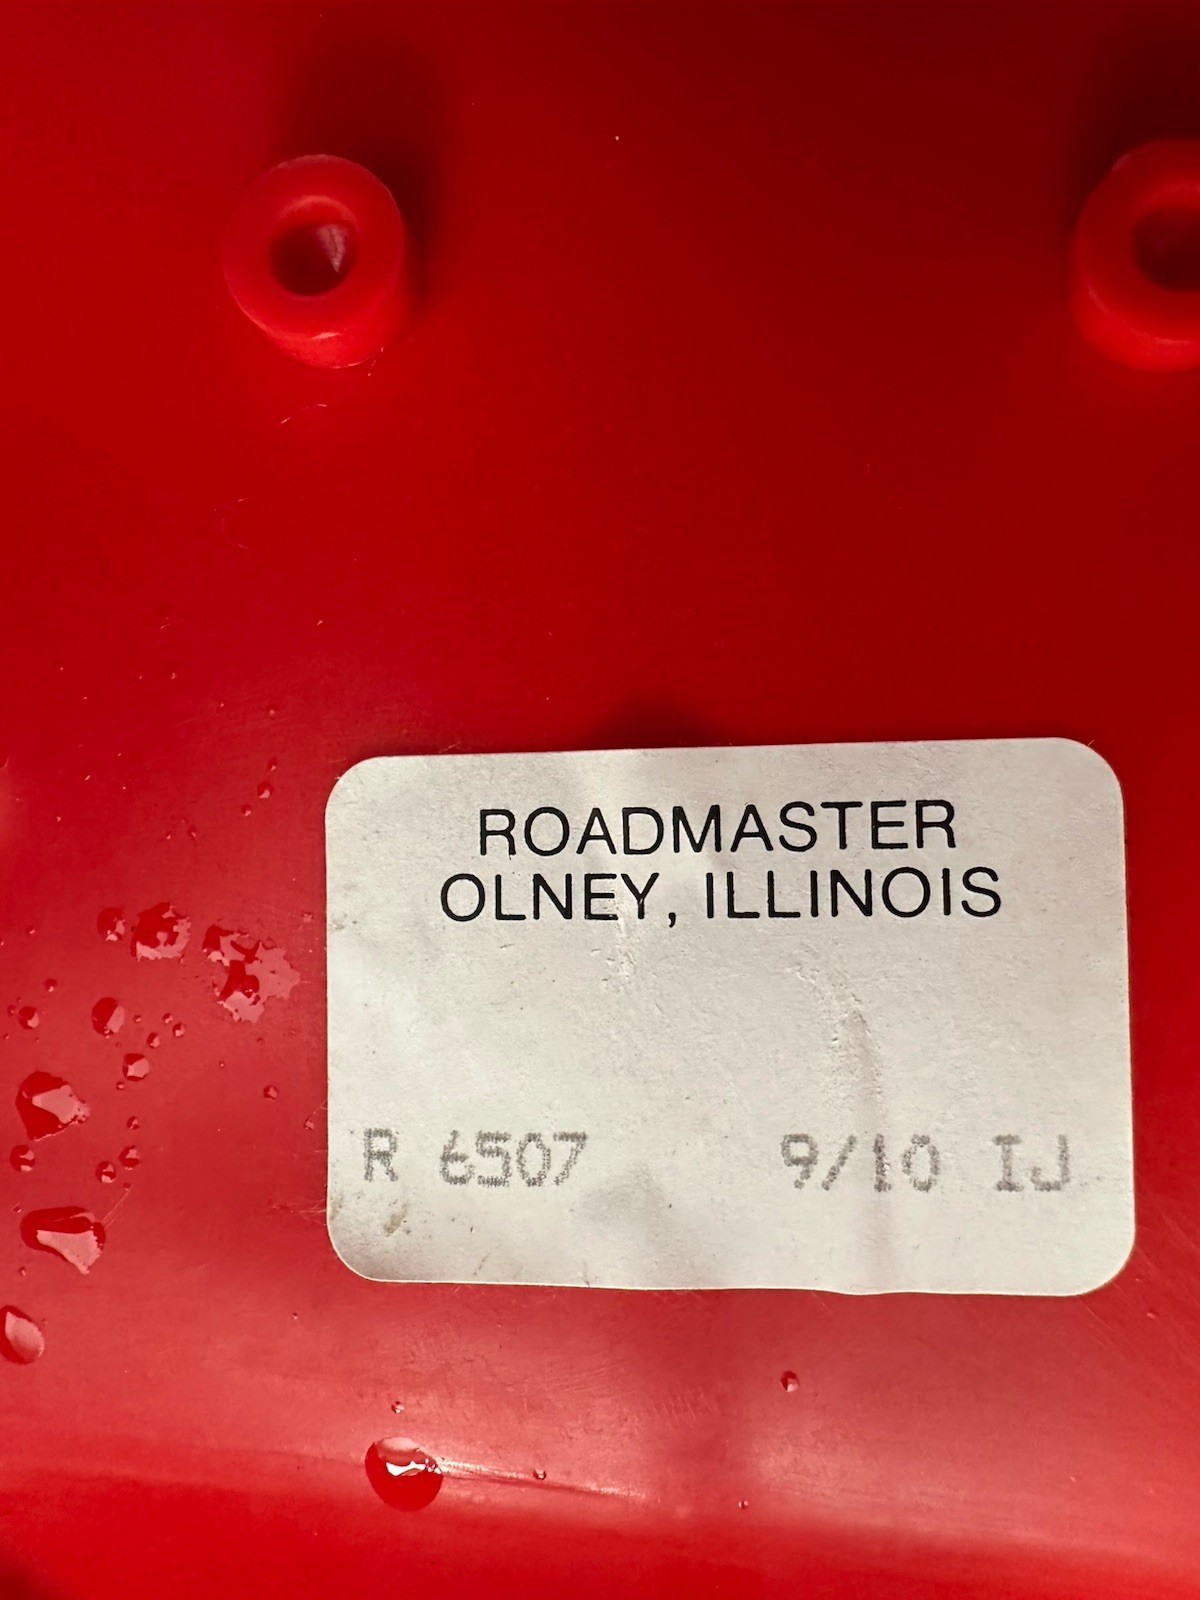 ROADMASTER
OLNEY, ILLINOIS
R 6507 9/10 IJ